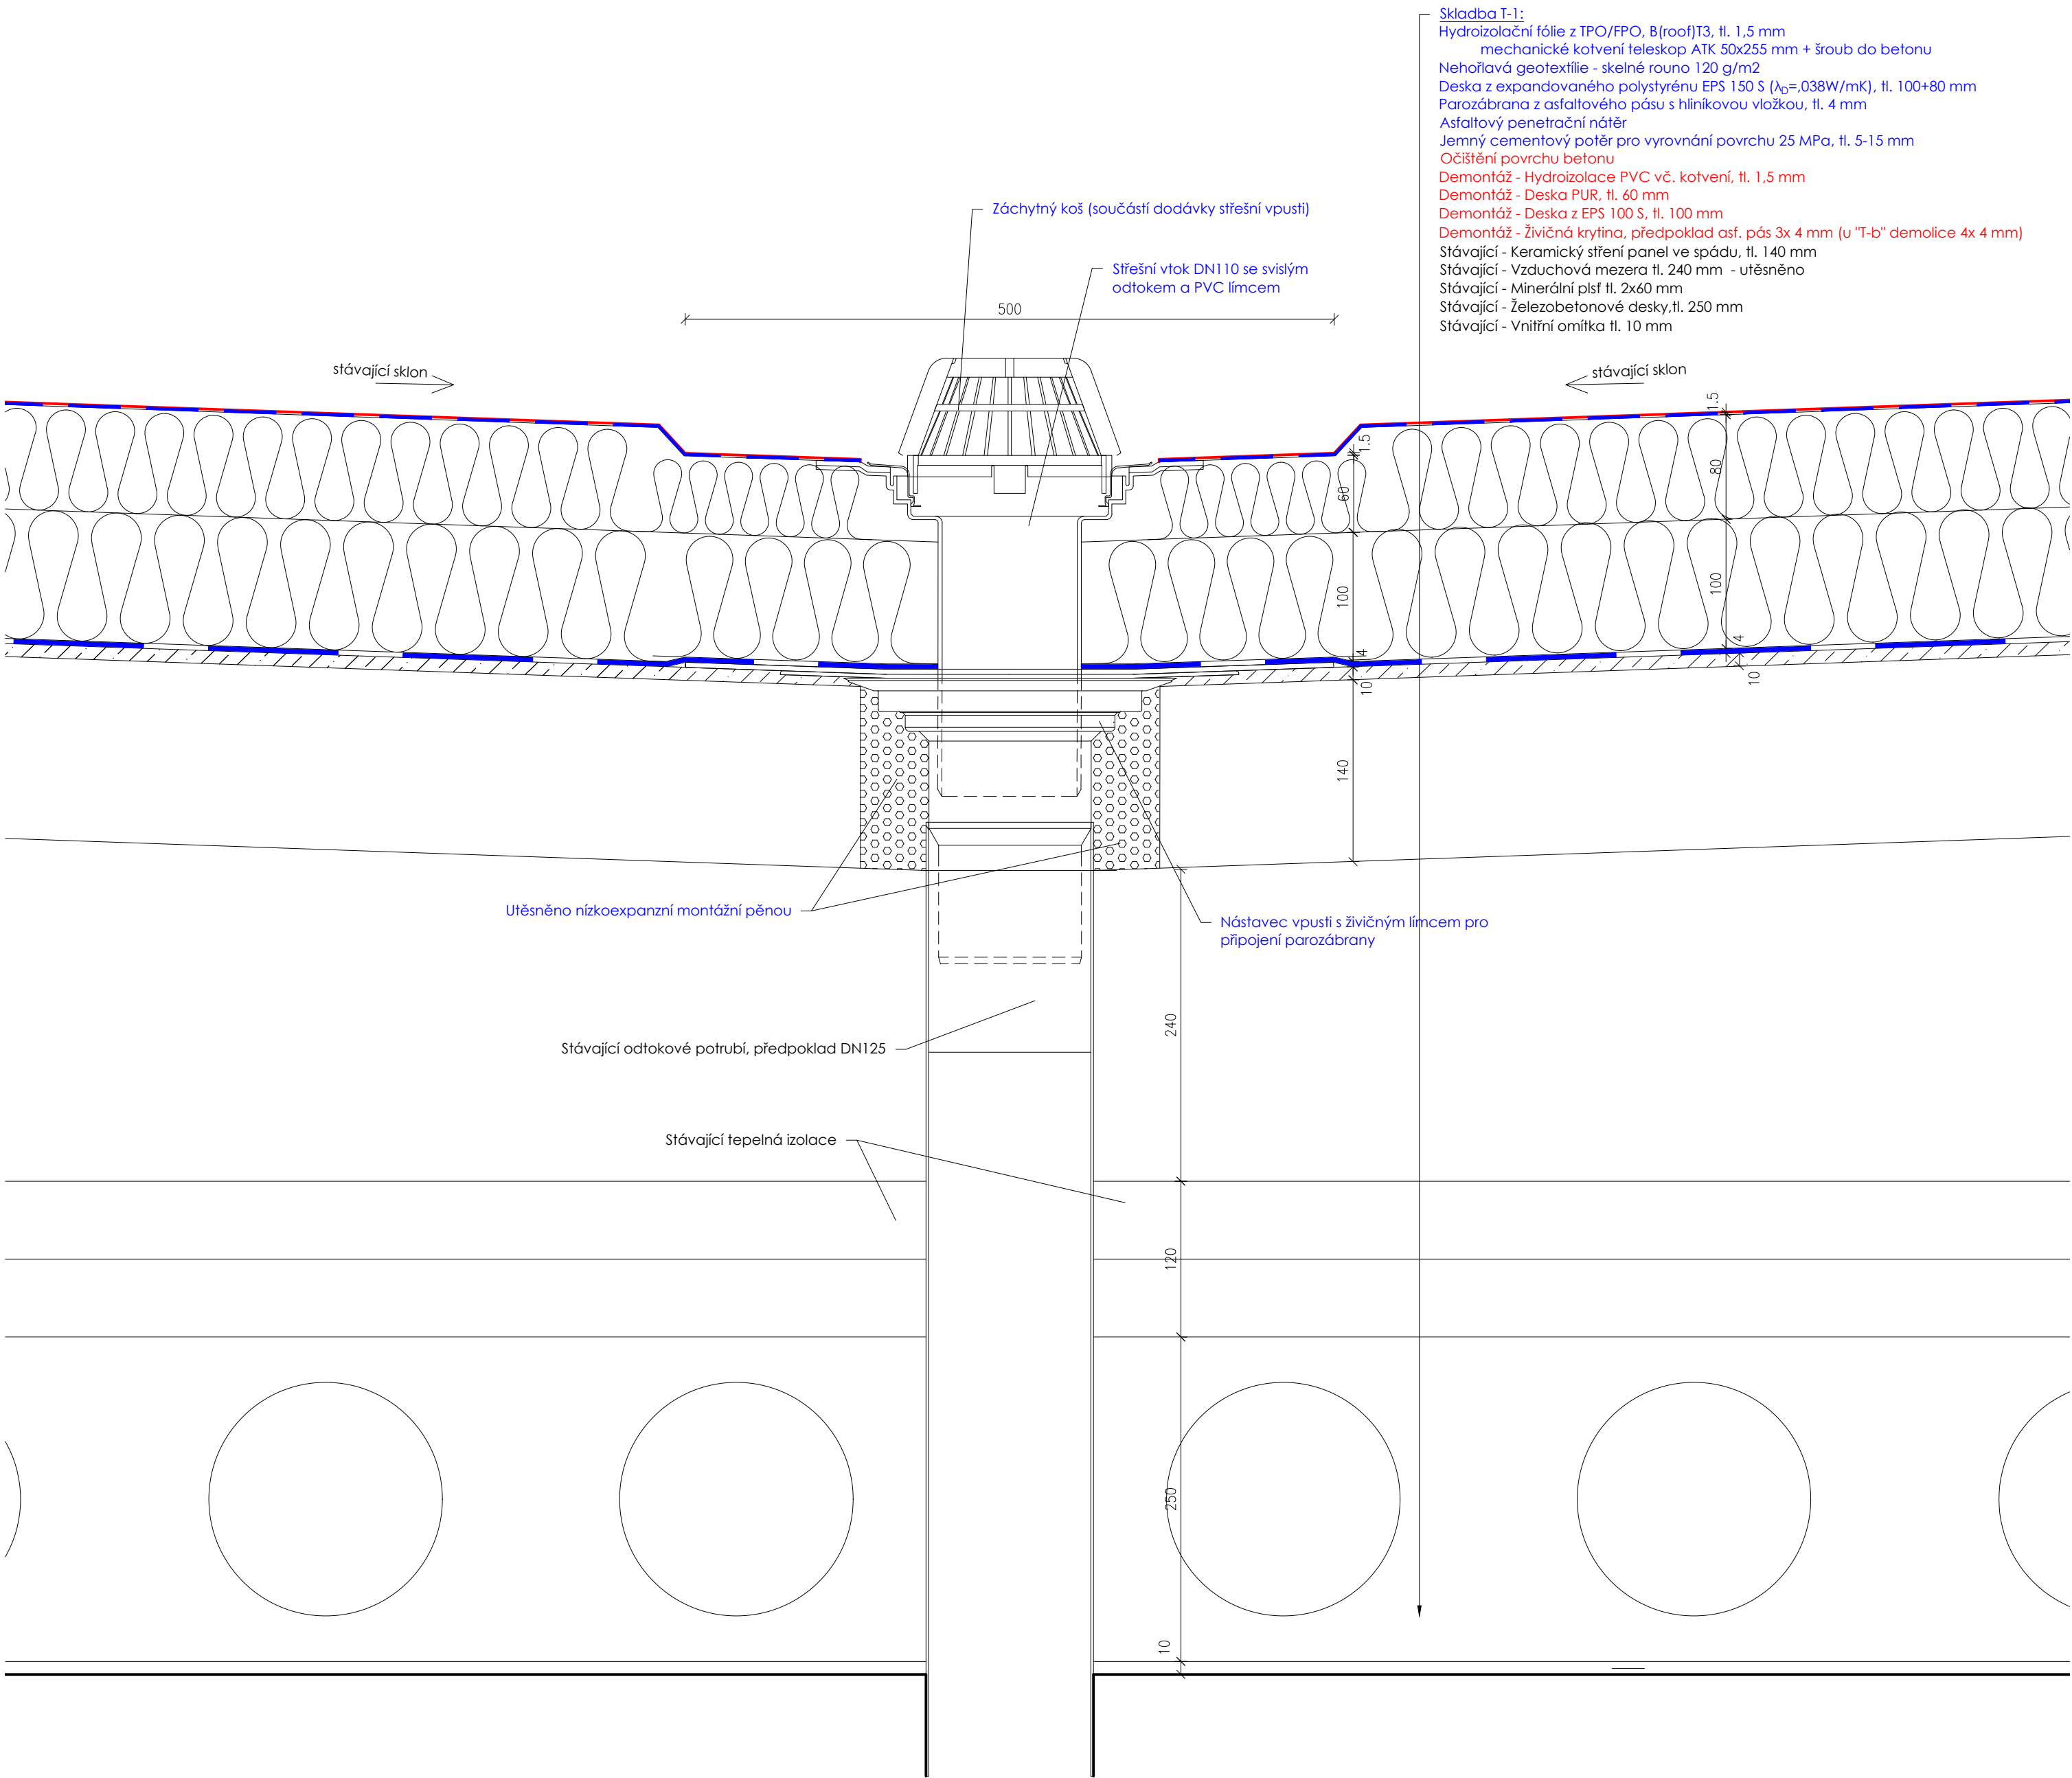 Skladba T-1:
Hydroizolační fólie z TPO/FPO, B(roof)T3, tl. 1,5 mm
mechanické kotvení teleskop ATK 50x255 mm + šroub do betonu
Nehořlavá geotextílie - skelné rouno 120 g/m2
Deska z expandovaného polystyrénu EPS 150 S (λD=,038W/mK), tl. 100+80 mm
Parozábrana z asfaltového pásu s hliníkovou vložkou, tl. 4 mm
Asfaltový penetrační nátěr
Jemný cementový potěr pro vyrovnání povrchu 25 MPa, tl. 5-15 mm
Očištění povrchu betonu
Demontáž - Hydroizolace PVC vč. kotvení, tl. 1,5 mm
Demontáž - Deska PUR, tl. 60 mm
Demontáž - Deska z EPS 100 S, tl. 100 mm
Demontáž - Živičná krytina, předpoklad asf. pás 3x 4 mm (u "T-b" demolice 4x 4 mm)
Stávající - Keramický stření panel ve spádu, tl. 140 mm
Stávající - Vzduchová mezera tl. 240 mm - utěsněno
Stávající - Minerální plsť tl. 2x60 mm
Stávající - Železobetonové desky,tl. 250 mm
Stávající - Vnitřní omítka tl. 10 mm
Záchytný koš (součástí dodávky střešní vpusti)
Střešní vtok DN110 se svislým
odtokem a PVC límcem
500
stávající sklon
stávající sklon
1.5
80
100
4
10
1.5
60
100
14
10
140
Utěsněno nízkoexpanzní montážní pěnou
Nástavec vpusti s živičným límcem pro
připojení parozábrany
Stávající odtokové potrubí, předpoklad DN125
240
Stávající tepelná izolace
120
250
10